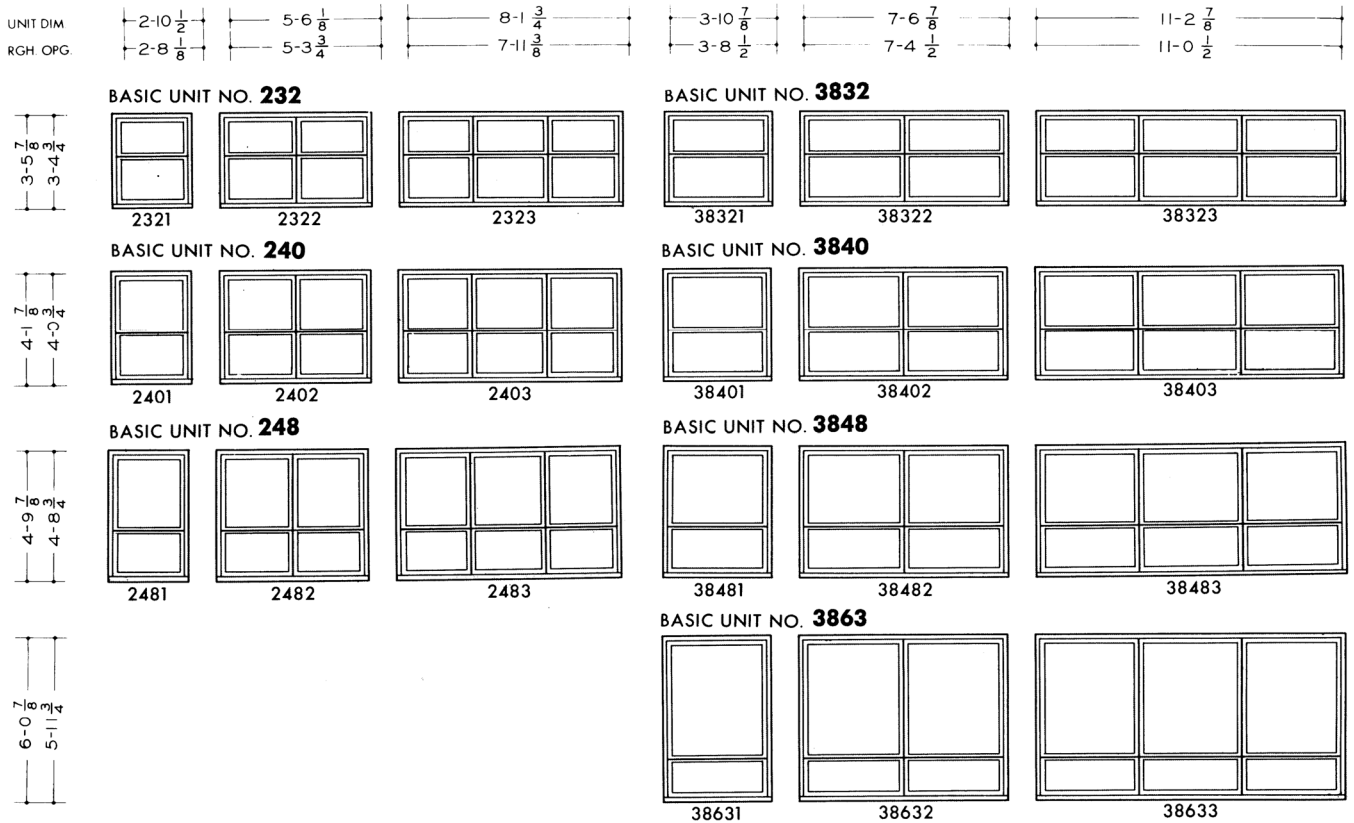 UNIT DIM 2-10 1/2 5-6 1/8 8-1 3/4 3-10 7/8 7-6 7/8 11-2 7/8
RGH. OPG. 2-8 1/8 5-3 3/4 7-11 3/8 3-8 1/2 7-4 1/2 11-0 1/2
BASIC UNIT NO. 232 BASIC UNIT NO. 3832
3-5 7/8
3-4 3/4
2321 2322 2323 38321 38322 38323
BASIC UNIT NO. 240 BASIC UNIT NO. 3840
4-1 7/8
4-0 3/4
2401 2402 2403 38401 38402 38403
BASIC UNIT NO. 248 BASIC UNIT NO. 3848
4-9 7/8
4-8 3/4
2481 2482 2483 38481 38482 38483
BASIC UNIT NO. 3863
6-0 7/8
5-11 3/4
38631 38632 38633